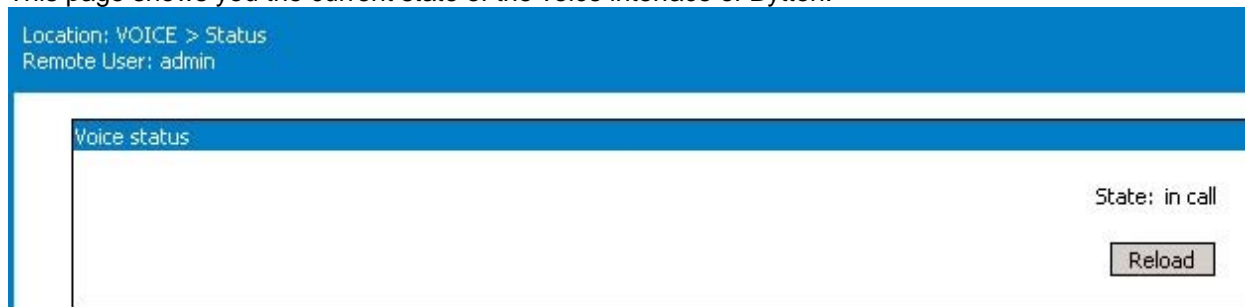 This page shows you the current state of the voice interface of Bytton.
Location: VOICE > Status
Remote User: admin
Voice status
State: in call
Reload